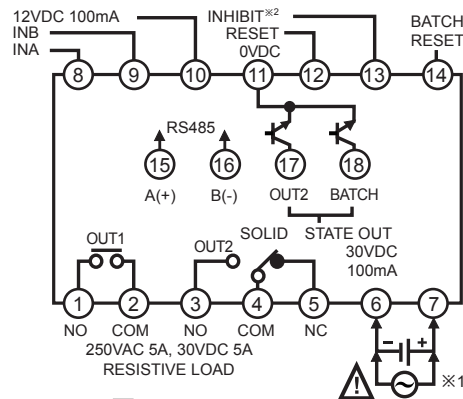 12VDC 100mA
INB
INA
INHIBIT※2
RESET
0VDC
BATCH
RESET
8 9 10 11 12 13 14
RS485
15 16 17 18
A(+) B(-) OUT2 BATCH
SOLID STATE OUT
30VDC
100mA
OUT1
OUT2
1 2 3 4 5 6 7
NO COM NO COM NC
250VAC 5A, 30VDC 5A
RESISTIVE LOAD
- +
! ~ ※1